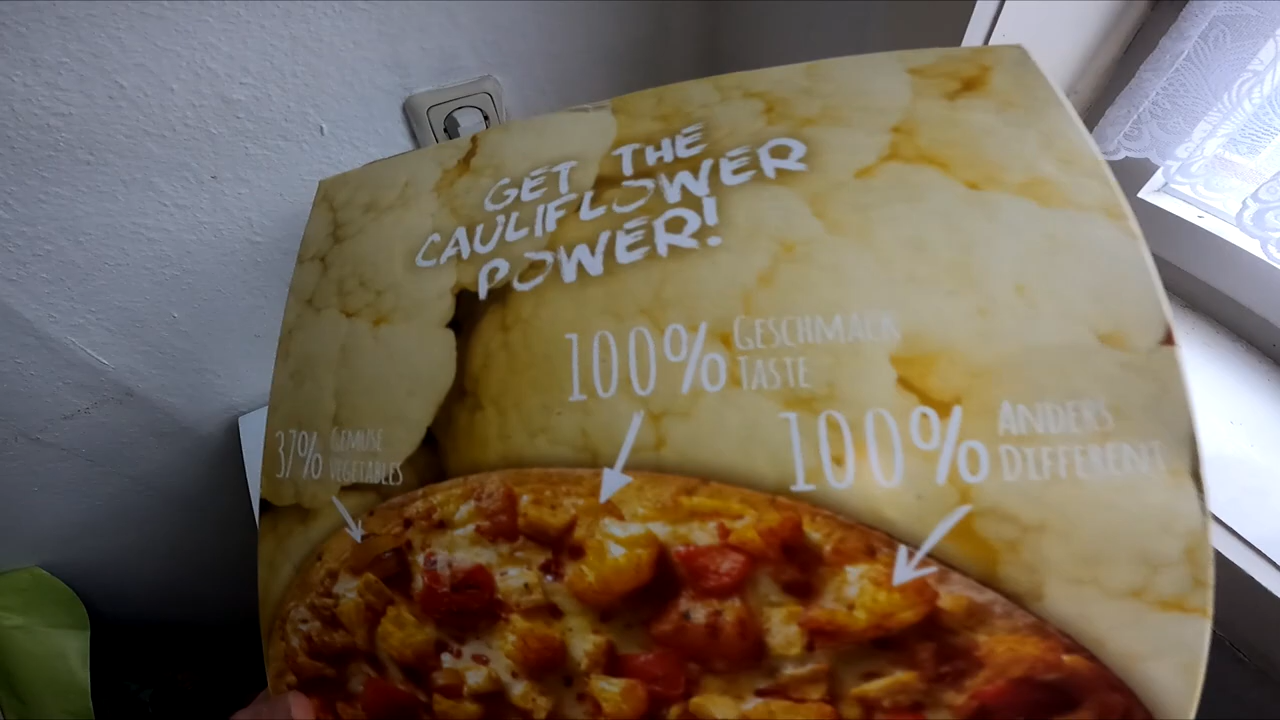 GET THE
CAULIFLOWER
POWER!
100% GESCHMACK
TASTE
37% GEMÜSE
VEGETABLES
100% ANDERS
DIFFERENT